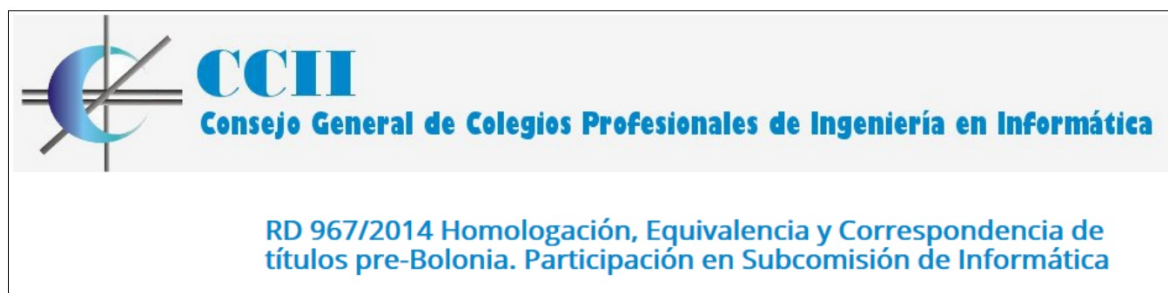 CCII
Consejo General de Colegios Profesionales de Ingeniería en Informática
RD 967/2014 Homologación, Equivalencia y Correspondencia de
títulos pre-Bolonia. Participación en Subcomisión de Informática